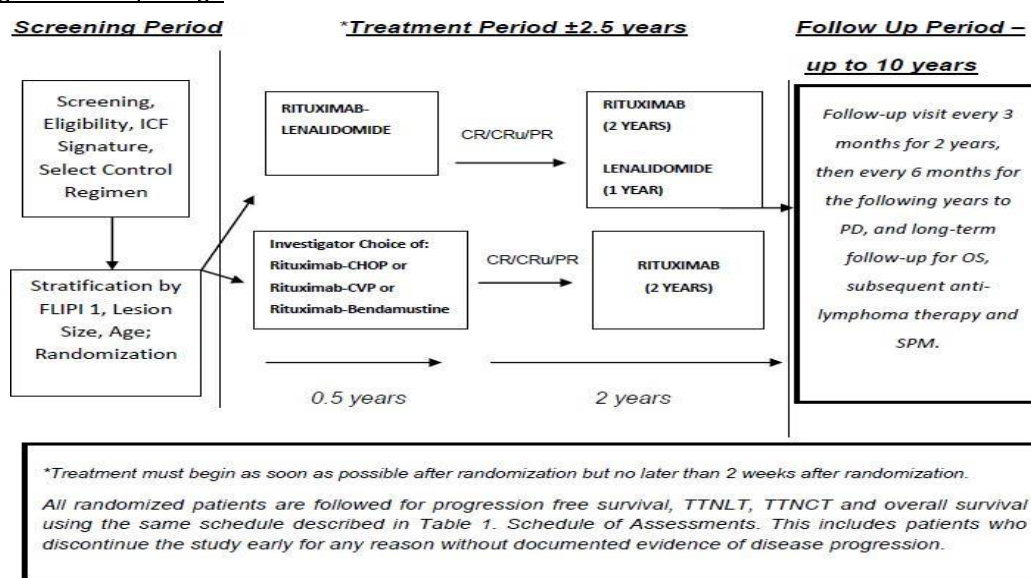 Screening Period
*Treatment Period ±2.5 years
Follow Up Period –
up to 10 years
Screening,
Eligibility, ICF
Signature,
Select Control
Regimen
Stratification by
FLIPI 1, Lesion
Size, Age;
Randomization
RITUXIMAB-
LENALIDOMIDE
CR/CRu/PR
RITUXIMAB
(2 YEARS)
LENALIDOMIDE
(1 YEAR)
Investigator Choice of:
Rituximab-CHOP or
Rituximab-CVP or
Rituximab-Bendamustine
CR/CRu/PR
RITUXIMAB
(2 YEARS)
0.5 years
2 years
Follow-up visit every 3
months for 2 years,
then every 6 months for
the following years to
PD, and long-term
follow-up for OS,
subsequent anti-
lymphoma therapy and
SPM.
*Treatment must begin as soon as possible after randomization but no later than 2 weeks after randomization.
All randomized patients are followed for progression free survival, TTNLT, TTNCT and overall survival
using the same schedule described in Table 1. Schedule of Assessments. This includes patients who
discontinue the study early for any reason without documented evidence of disease progression.